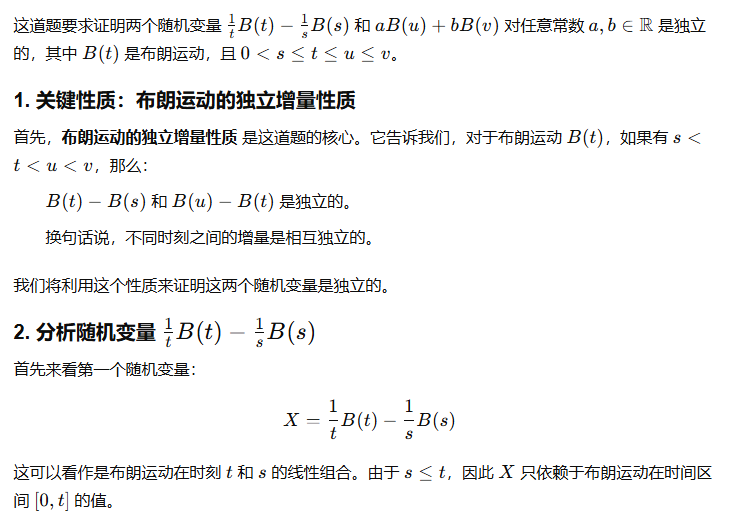 这道题要求证明两个随机变量 $\frac{1}{t}B(t) - \frac{1}{s}B(s)$ 和 $aB(u) + bB(v)$ 对任意常数 $a, b \in \mathbb{R}$ 是独立
的，其中 $B(t)$ 是布朗运动，且 $0 < s \leq t \leq u \leq v$。
1. 关键性质：布朗运动的独立增量性质
首先，布朗运动的独立增量性质 是这道题的核心。它告诉我们，对于布朗运动 $B(t)$，如果有 $s <$
$t < u < v$，那么：
$B(t) - B(s)$ 和 $B(u) - B(t)$ 是独立的。
换句话说，不同时刻之间的增量是相互独立的。
我们将利用这个性质来证明这两个随机变量是独立的。
2. 分析随机变量 $\frac{1}{t}B(t) - \frac{1}{s}B(s)$
首先来看第一个随机变量：
$X = \frac{1}{t}B(t) - \frac{1}{s}B(s)$
这可以看作是布朗运动在时刻 $t$ 和 $s$ 的线性组合。由于 $s \leq t$，因此 $X$ 只依赖于布朗运动在时间区
间 $[0, t]$ 的值。